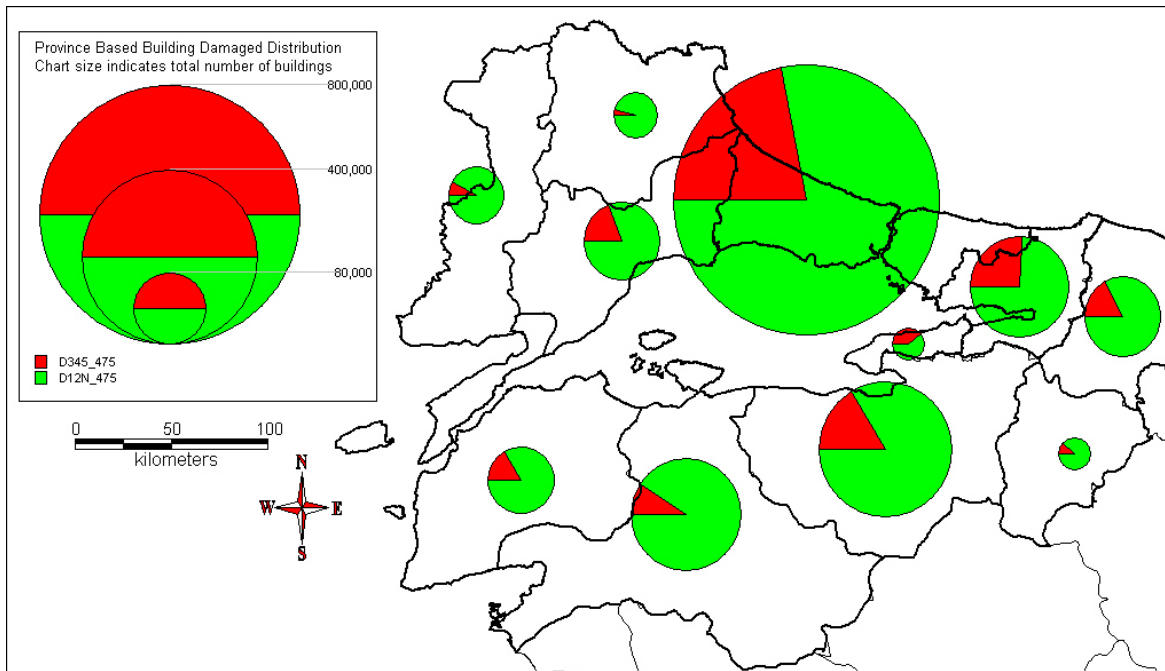 Province Based Building Damaged Distribution
Chart size indicates total number of buildings
800,000
400,000
80,000
D345_475
D12N_475
0 50 100
kilometers
N
W E
S